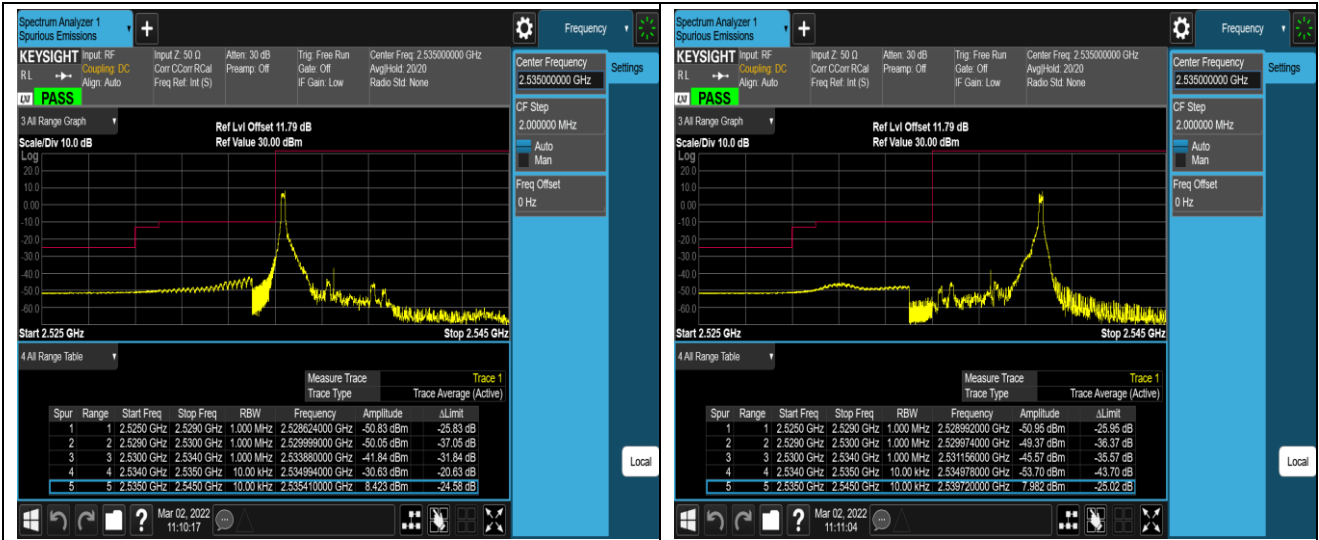 Spectrum Analyzer 1
Spurious Emissions
+
Frequency
KEYSIGHT
RL
Input: RF
Coupling: DC
Align: Auto
Input Z: 50 Ω
Corr CCorr RCal
Freq Ref: Int (S)
Atten: 30 dB
Preamp: Off
Trig: Free Run
Gate: Off
IF Gain: Low
Center Freq: 2.535000000 GHz
Avg|Hold: 20/20
Radio Std: None
LXI PASS
Center Frequency
2.535000000 GHz
Settings
CF Step
2.000000 MHz
Auto
Man
Freq Offset
0 Hz
3 All Range Graph
Ref Lvl Offset 11.79 dB
Scale/Div 10.0 dB Ref Value 30.00 dBm
Log
20.0
10.0
0.00
-10.0
-20.0
-30.0
-40.0
-50.0
-60.0
Start 2.525 GHz Stop 2.545 GHz
4 All Range Table
Measure Trace Trace 1
Trace Type Trace Average (Active)
Spur Range Start Freq Stop Freq RBW Frequency Amplitude ΔLimit
1 1 2.5250 GHz 2.5290 GHz 1.000 MHz 2.528624000 GHz -50.83 dBm -25.83 dB
2 2 2.5290 GHz 2.5300 GHz 1.000 MHz 2.529999000 GHz -50.05 dBm -37.05 dB
3 3 2.5300 GHz 2.5340 GHz 1.000 MHz 2.533880000 GHz -41.84 dBm -31.84 dB
4 4 2.5340 GHz 2.5350 GHz 10.00 kHz 2.534994000 GHz -30.63 dBm -20.63 dB
5 5 2.5350 GHz 2.5450 GHz 10.00 kHz 2.535410000 GHz 8.423 dBm -24.58 dB
Local
?
Mar 02, 2022
11:10:17
Spectrum Analyzer 1
Spurious Emissions
+
Frequency
KEYSIGHT
RL
Input: RF
Coupling: DC
Align: Auto
Input Z: 50 Ω
Corr CCorr RCal
Freq Ref: Int (S)
Atten: 30 dB
Preamp: Off
Trig: Free Run
Gate: Off
IF Gain: Low
Center Freq: 2.535000000 GHz
Avg|Hold: 20/20
Radio Std: None
LXI PASS
Center Frequency
2.535000000 GHz
Settings
CF Step
2.000000 MHz
Auto
Man
Freq Offset
0 Hz
3 All Range Graph
Ref Lvl Offset 11.79 dB
Scale/Div 10.0 dB Ref Value 30.00 dBm
Log
20.0
10.0
0.00
-10.0
-20.0
-30.0
-40.0
-50.0
-60.0
Start 2.525 GHz Stop 2.545 GHz
4 All Range Table
Measure Trace Trace 1
Trace Type Trace Average (Active)
Spur Range Start Freq Stop Freq RBW Frequency Amplitude ΔLimit
1 1 2.5250 GHz 2.5290 GHz 1.000 MHz 2.528992000 GHz -50.95 dBm -25.95 dB
2 2 2.5290 GHz 2.5300 GHz 1.000 MHz 2.529974000 GHz -49.37 dBm -36.37 dB
3 3 2.5300 GHz 2.5340 GHz 1.000 MHz 2.531156000 GHz -45.57 dBm -35.57 dB
4 4 2.5340 GHz 2.5350 GHz 10.00 kHz 2.534978000 GHz -53.70 dBm -43.70 dB
5 5 2.5350 GHz 2.5450 GHz 10.00 kHz 2.539720000 GHz 7.982 dBm -25.02 dB
Local
?
Mar 02, 2022
11:11:04